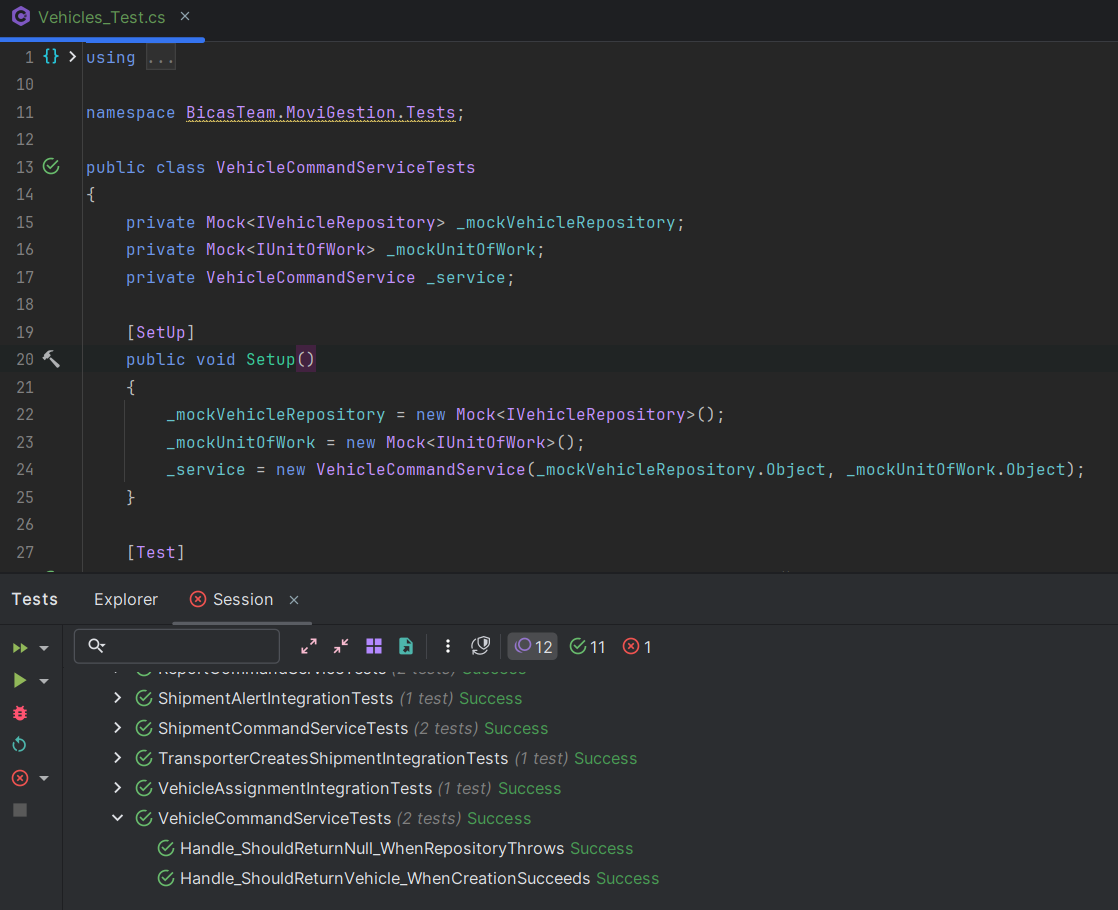 Vehicles_Test.cs
1 {} using ...
10
11 namespace BicasTeam.MoviGestion.Tests;
12
13 public class VehicleCommandServiceTests
14 {
15 private Mock<IVehicleRepository> _mockVehicleRepository;
16 private Mock<IUnitOfWork> _mockUnitOfWork;
17 private VehicleCommandService _service;
18
19 [SetUp]
20 public void Setup()
21 {
22 _mockVehicleRepository = new Mock<IVehicleRepository>();
23 _mockUnitOfWork = new Mock<IUnitOfWork>();
24 _service = new VehicleCommandService(_mockVehicleRepository.Object, _mockUnitOfWork.Object);
25 }
26
27 [Test]
Tests Explorer Session
12 11 1
ReportCommandServiceTests (2 tests) Success
ShipmentAlertIntegrationTests (1 test) Success
ShipmentCommandServiceTests (2 tests) Success
TransporterCreatesShipmentIntegrationTests (1 test) Success
VehicleAssignmentIntegrationTests (1 test) Success
VehicleCommandServiceTests (2 tests) Success
Handle_ShouldReturnNull_WhenRepositoryThrows Success
Handle_ShouldReturnVehicle_WhenCreationSucceeds Success